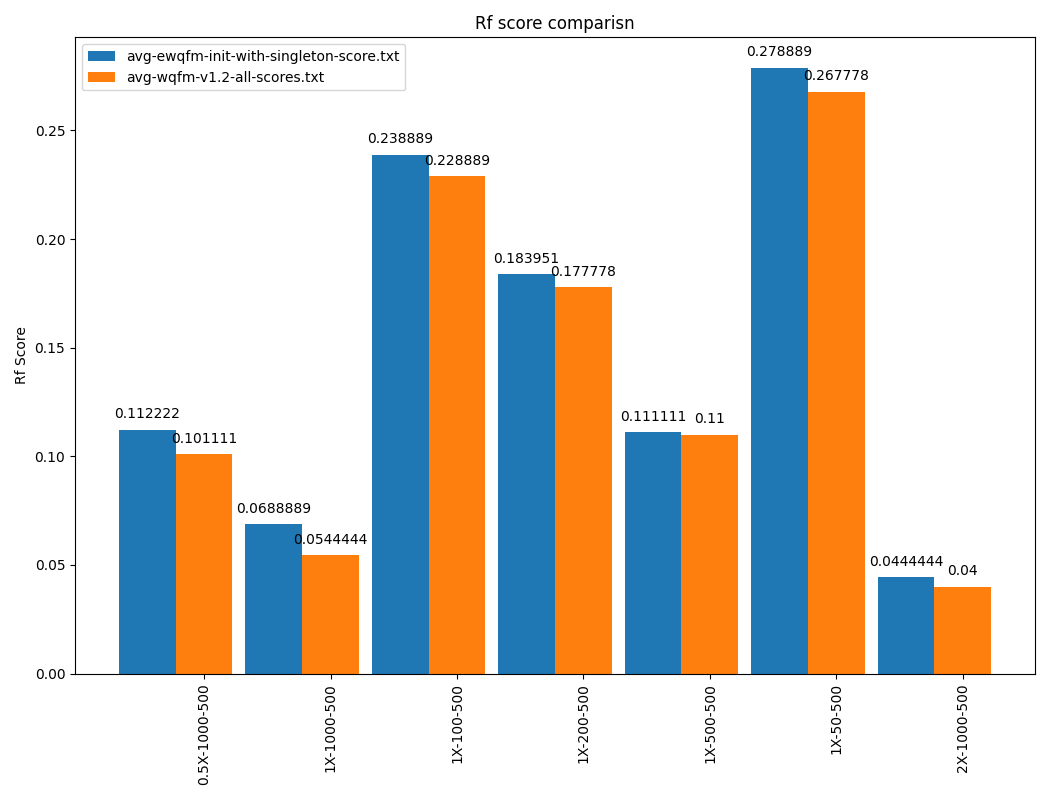 Rf score comparisn
avg-ewqfm-init-with-singleton-score.txt
avg-wqfm-v1.2-all-scores.txt
Rf Score
0.25
0.20
0.15
0.10
0.05
0.00
0.112222
0.101111
0.0688889
0.0544444
0.238889
0.228889
0.183951
0.177778
0.111111
0.11
0.278889
0.267778
0.0444444
0.04
0.5X-1000-500
1X-1000-500
1X-100-500
1X-200-500
1X-500-500
1X-50-500
2X-1000-500